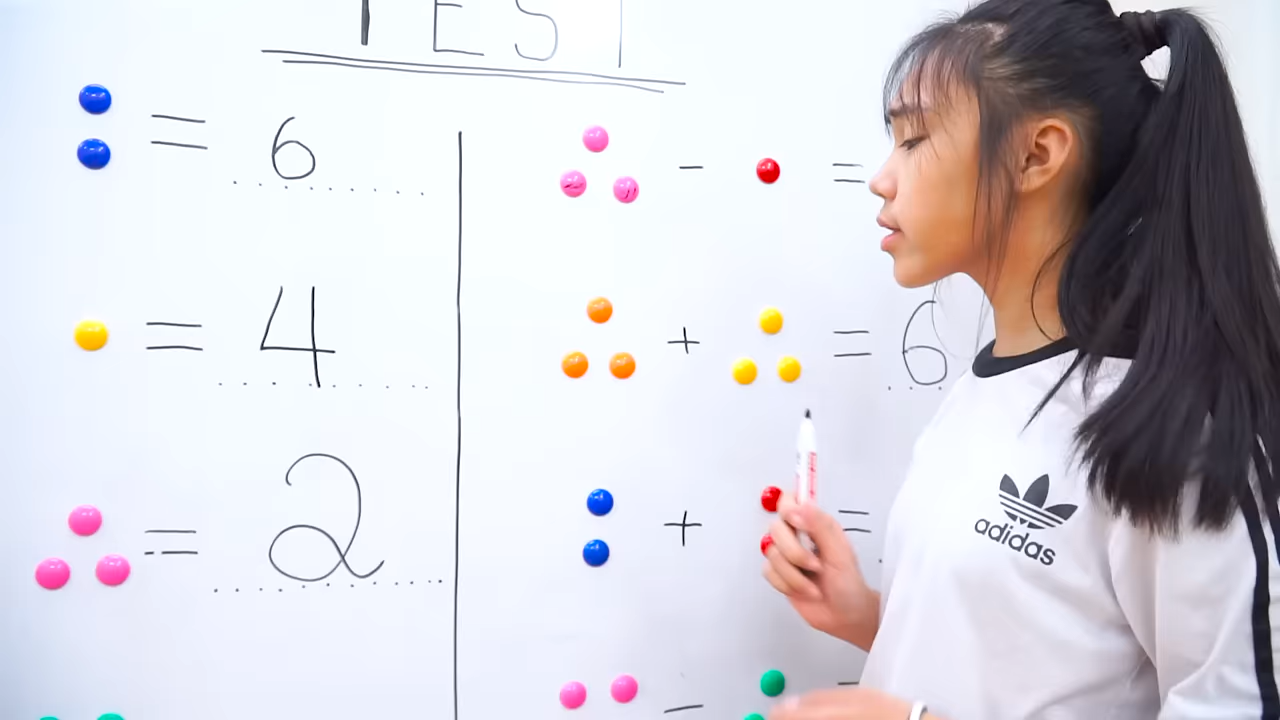 TEST
= 6
- =
= 4
+ = 6
= 2
+ =
-
adidas